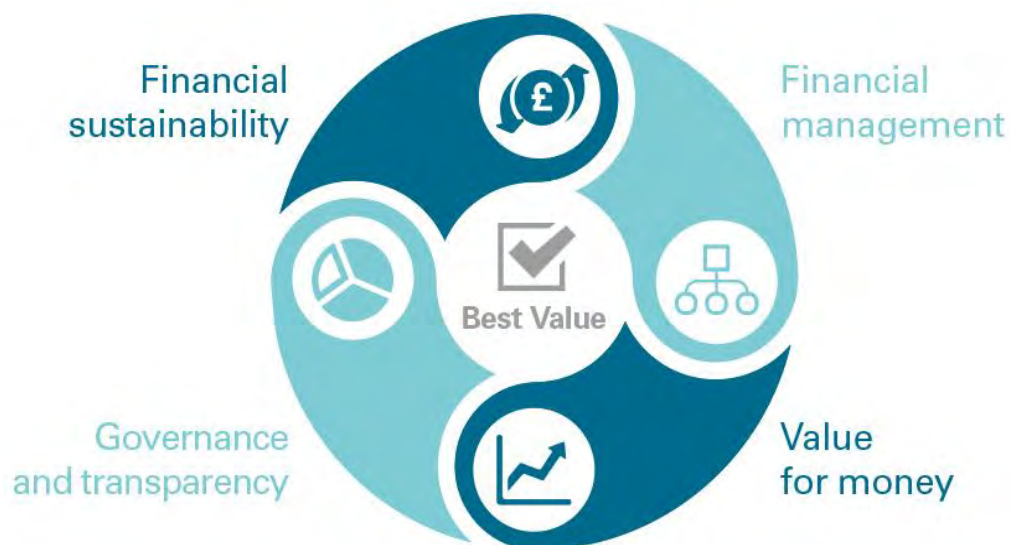 Financial
sustainability
Financial
management
£
Best Value
Governance
and transparency
Value
for money